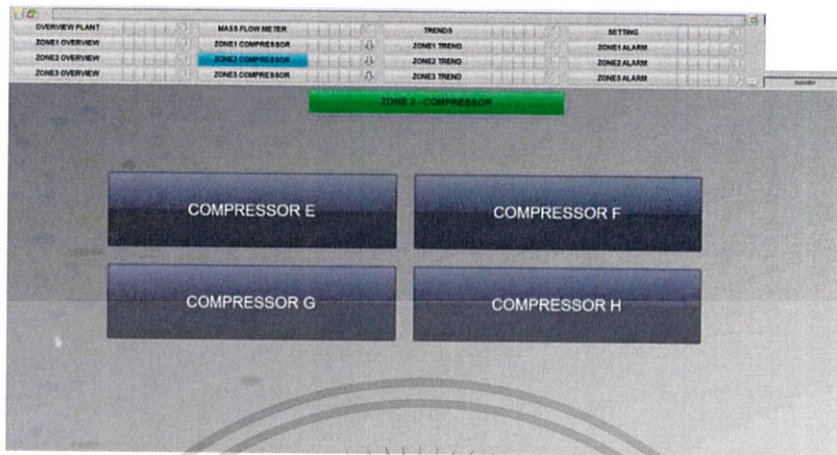 OVERVIEW PLANT MASS FLOW METER TRENDS SETTING
ZONE1 OVERVIEW ZONE1 COMPRESSOR ZONE1 TREND ZONE1 ALARM
ZONE2 OVERVIEW ZONE2 COMPRESSOR ZONE2 TREND ZONE2 ALARM
ZONE3 OVERVIEW ZONE3 COMPRESSOR ZONE3 TREND ZONE3 ALARM
ZONE 2 - COMPRESSOR
COMPRESSOR E COMPRESSOR F
COMPRESSOR G COMPRESSOR H